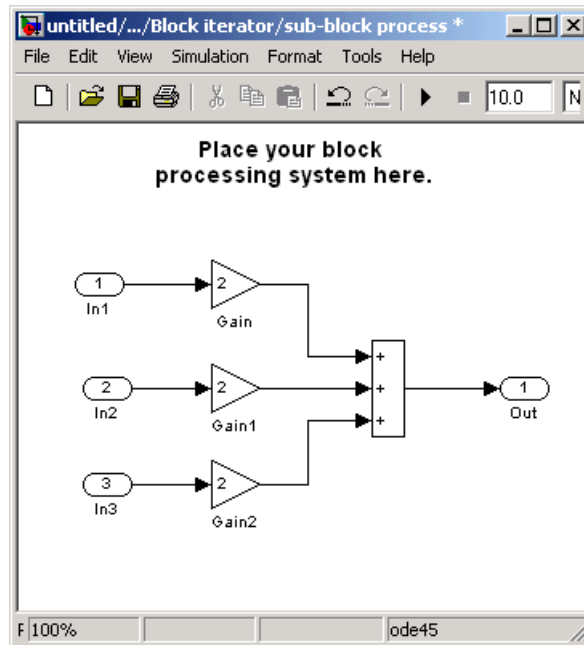 untitled/.../Block iterator/sub-block process *
File Edit View Simulation Format Tools Help
10.0 N
Place your block
processing system here.
1
In1
2
Gain
2
In2
2
Gain1
3
In3
2
Gain2
+
+
+
1
Out
F 100% ode45